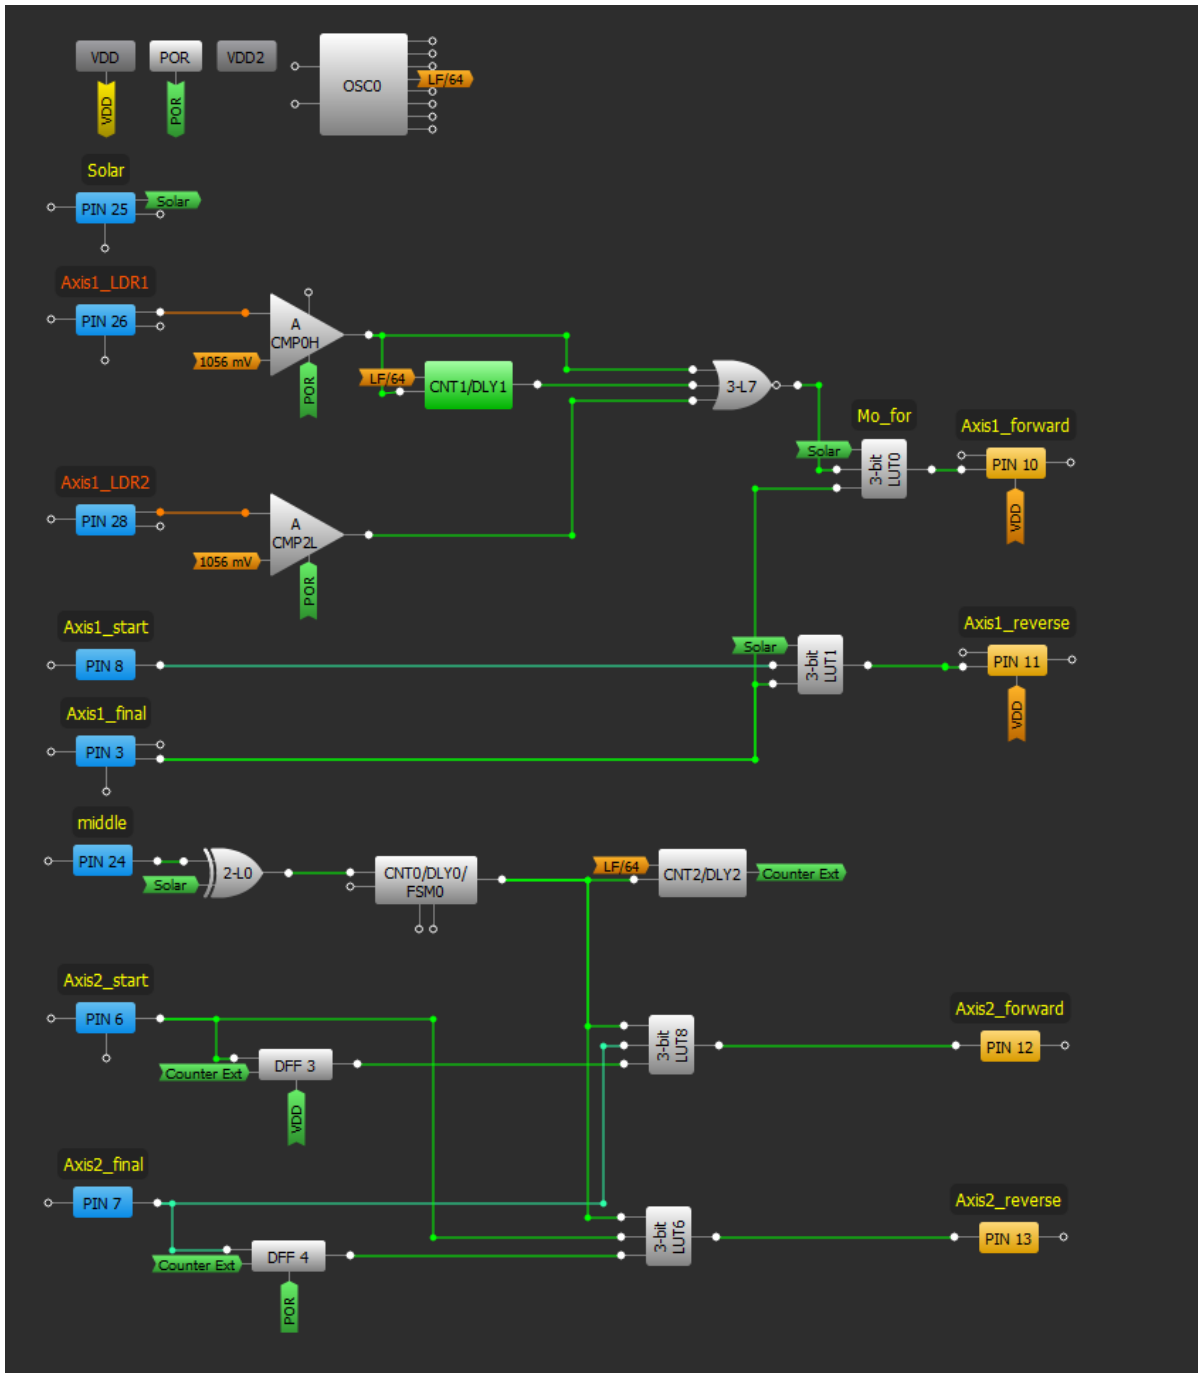 VDD
POR
VDD2
OSC0
LF/64
VDD
POR
Solar
PIN 25
Solar
Axis1_LDR1
PIN 26
A
CMP0H
1056 mV
POR
LF/64
CNT1/DLY1
3-L7
Mo_for
Solar
3-bit
LUT0
Axis1_forward
PIN 10
VDD
Axis1_LDR2
PIN 28
A
CMP2L
1056 mV
POR
Axis1_start
PIN 8
Solar
3-bit
LUT1
Axis1_reverse
PIN 11
VDD
Axis1_final
PIN 3
middle
PIN 24
Solar
2-L0
CNT0/DLY0/
FSM0
LF/64
CNT2/DLY2
Counter Ext
Axis2_start
PIN 6
Counter Ext
DFF 3
VDD
3-bit
LUT8
Axis2_forward
PIN 12
Axis2_final
PIN 7
Counter Ext
DFF 4
POR
3-bit
LUT6
Axis2_reverse
PIN 13